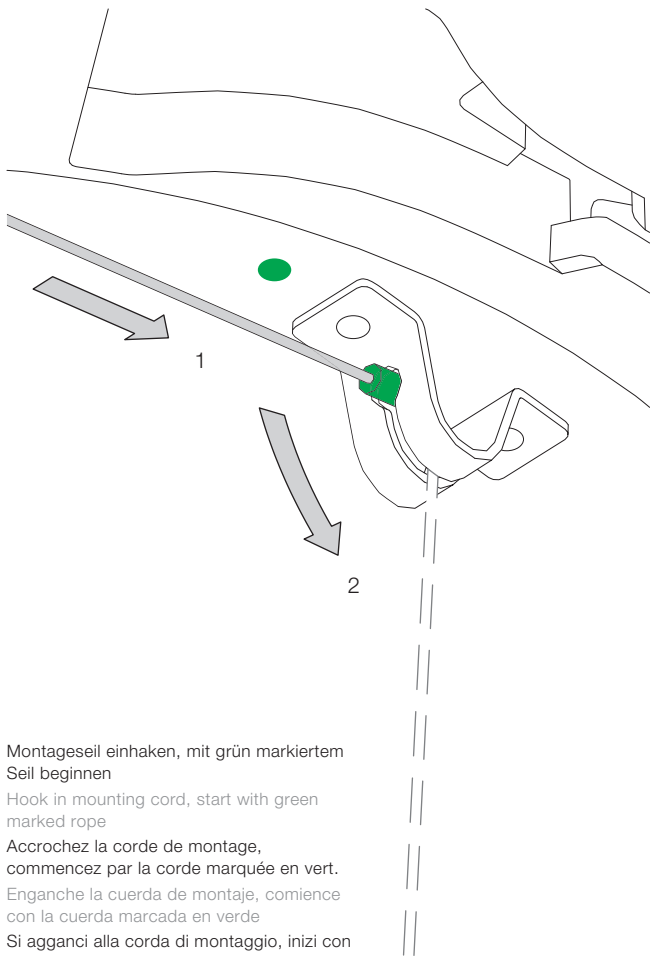 1
2
Montageseil einhaken, mit grün markiertem
Seil beginnen
Hook in mounting cord, start with green
marked rope
Accrochez la corde de montage,
commencez par la corde marquée en vert.
Enganche la cuerda de montaje, comience
con la cuerda marcada en verde
Si agganci alla corda di montaggio, inizi con